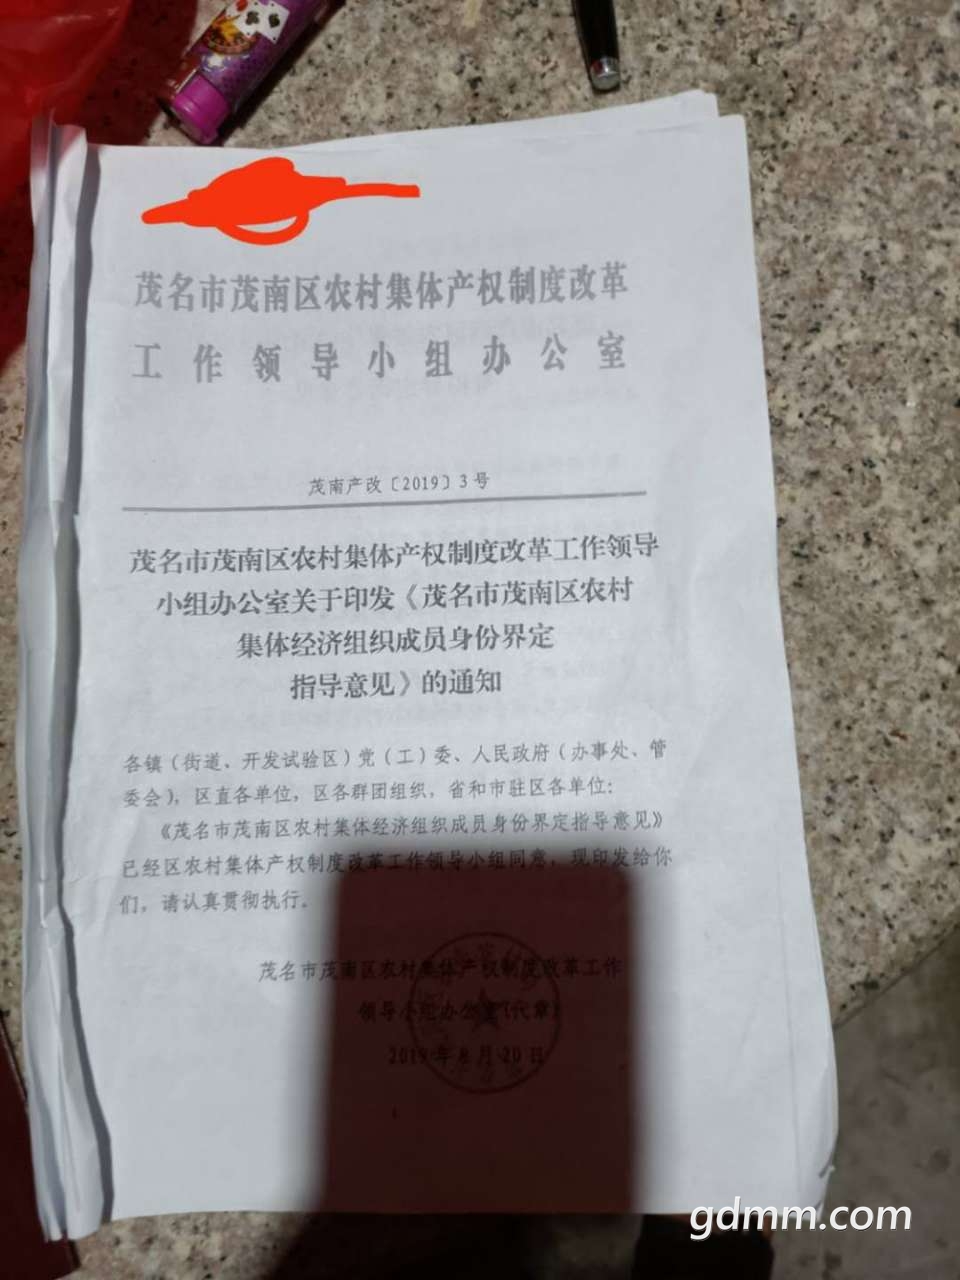 茂名市茂南区农村集体产权制度改革
工作领导小组办公室
茂南产改〔2019〕3号
茂名市茂南区农村集体产权制度改革工作领导
小组办公室关于印发《茂名市茂南区农村
集体经济组织成员身份界定
指导意见》的通知
各镇（街道、开发试验区）党（工）委、人民政府（办事处、管
委会），区直各单位，区各群团组织，省和市驻区各单位：
《茂名市茂南区农村集体经济组织成员身份界定指导意见》
已经区农村集体产权制度改革工作领导小组同意，现印发给你
们，请认真贯彻执行。
茂名市茂南区农村集体产权制度改革工作
领导小组办公室（代章）
2019年8月20日
gdmm.com